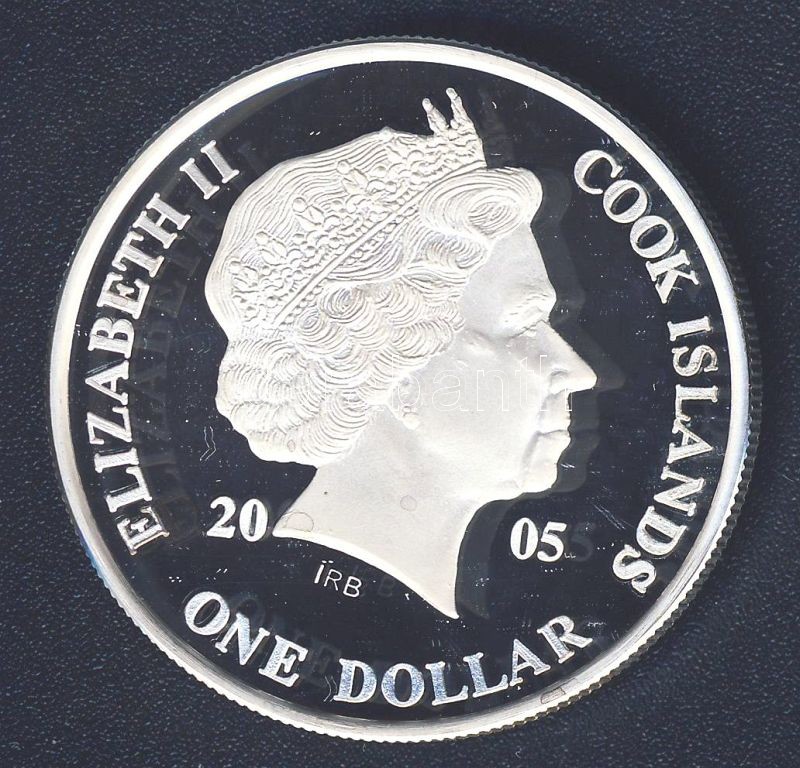 ELIZABETH II
COOK ISLANDS
20 05
IRB
ONE DOLLAR